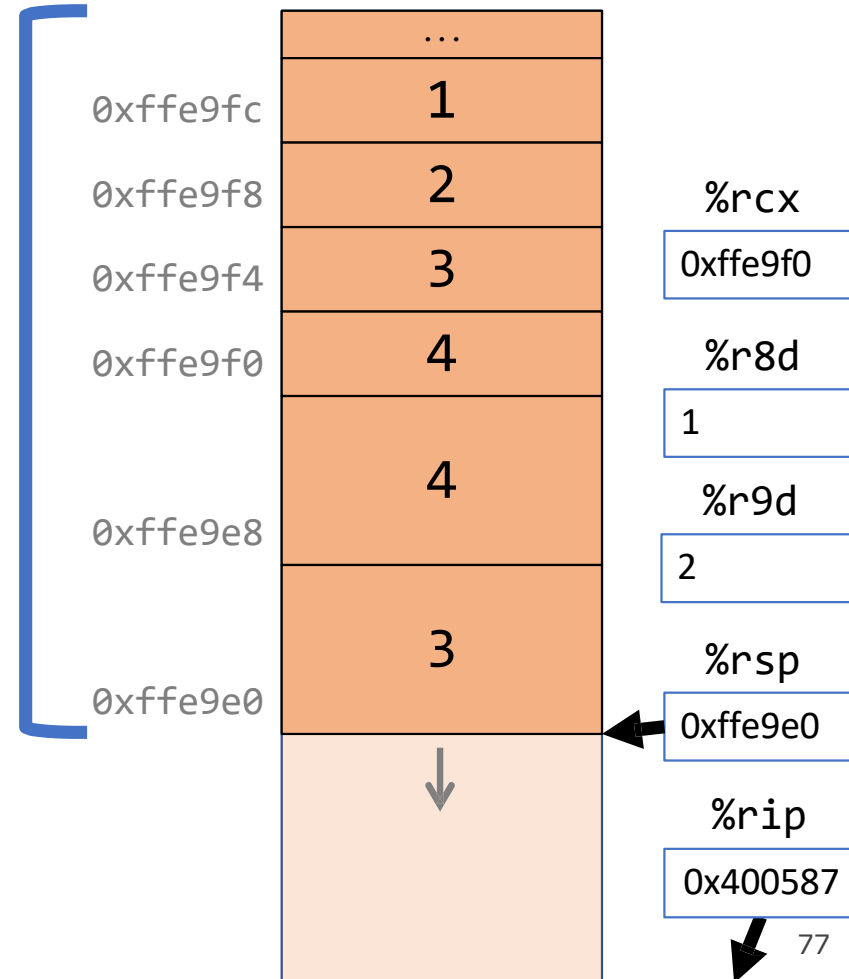 ...
0xffe9fc
1
0xffe9f8
2
0xffe9f4
3
0xffe9f0
4
0xffe9e8
4
0xffe9e0
3
%rcx
0xffe9f0
%r8d
1
%r9d
2
%rsp
0xffe9e0
%rip
0x400587
77